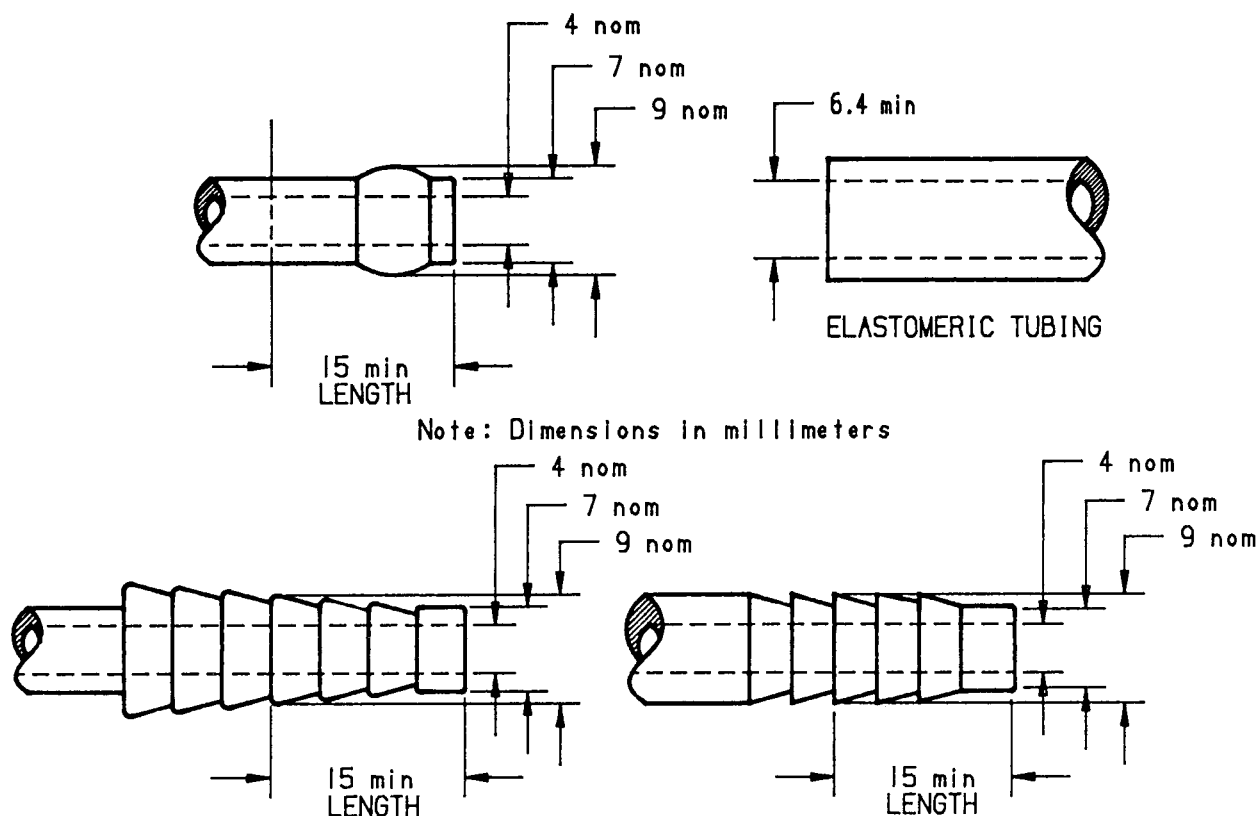 4 nom
7 nom
9 nom
6.4 min
ELASTOMERIC TUBING
15 min
LENGTH
Note: Dimensions in millimeters
4 nom
7 nom
9 nom
4 nom
7 nom
9 nom
15 min
LENGTH
15 min
LENGTH